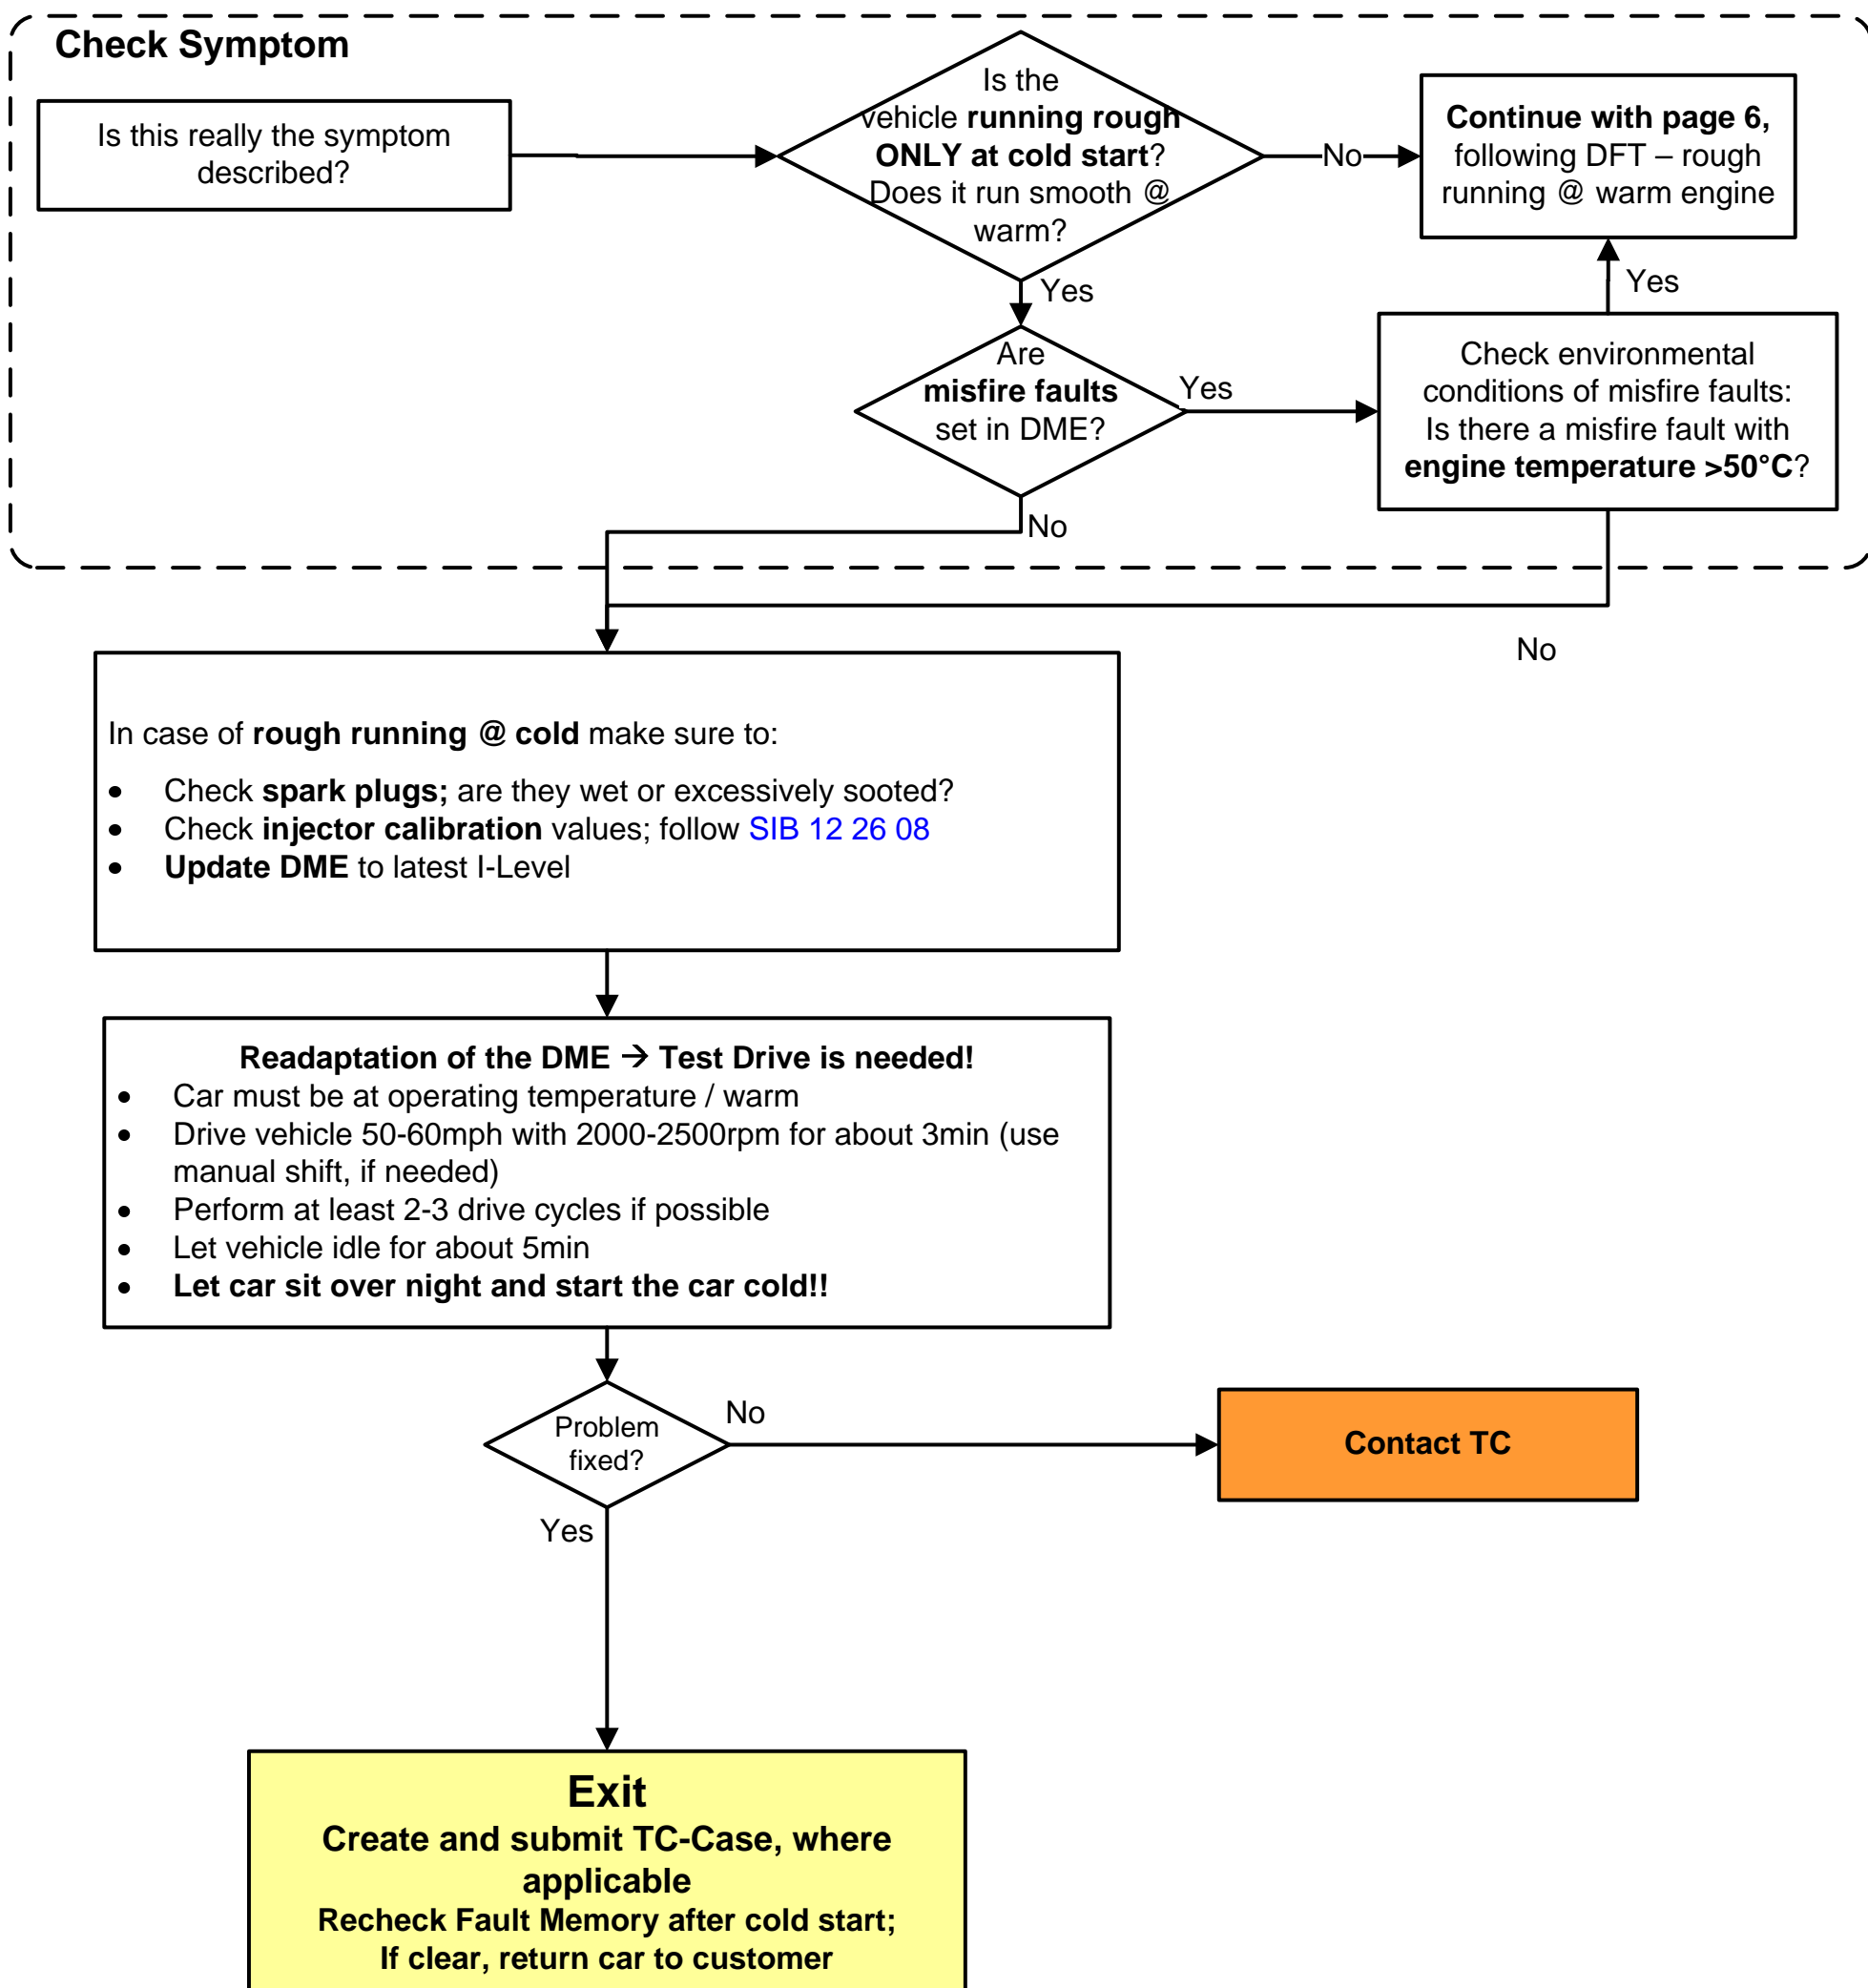 Check Symptom
Is this really the symptom
described?
Is the
vehicle running rough
ONLY at cold start?
Does it run smooth @
warm?
No
Continue with page 6,
following DFT – rough
running @ warm engine
Yes
Yes
Are
misfire faults
set in DME?
Yes
Check environmental
conditions of misfire faults:
Is there a misfire fault with
engine temperature >50°C?
No
No
In case of rough running @ cold make sure to:
• Check spark plugs; are they wet or excessively sooted?
• Check injector calibration values; follow SIB 12 26 08
• Update DME to latest I-Level
Readaptation of the DME → Test Drive is needed!
• Car must be at operating temperature / warm
• Drive vehicle 50-60mph with 2000-2500rpm for about 3min (use
manual shift, if needed)
• Perform at least 2-3 drive cycles if possible
• Let vehicle idle for about 5min
• Let car sit over night and start the car cold!!
Problem
fixed?
No
Contact TC
Yes
Exit
Create and submit TC-Case, where
applicable
Recheck Fault Memory after cold start;
If clear, return car to customer